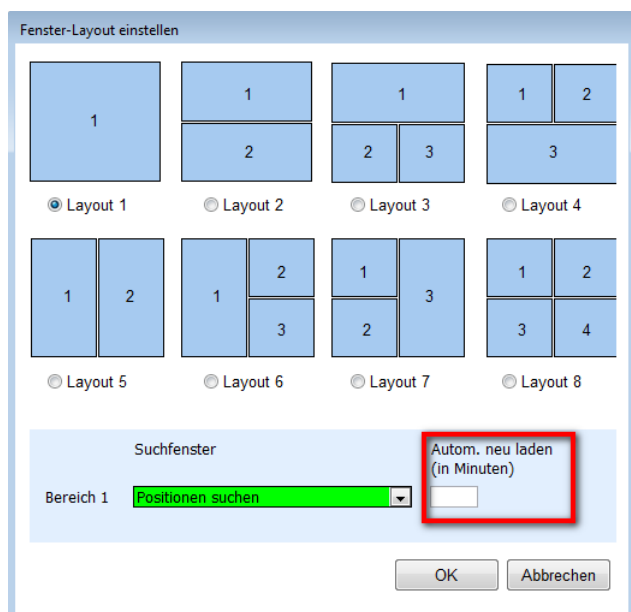 Fenster-Layout einstellen
1
1
2
1
2 3
1 2
3
Layout 1 Layout 2 Layout 3 Layout 4
1 2
1
2
3
1
2
3
1 2
3 4
Layout 5 Layout 6 Layout 7 Layout 8
Suchfenster
Autom. neu laden
(in Minuten)
Bereich 1 Positionen suchen
OK Abbrechen